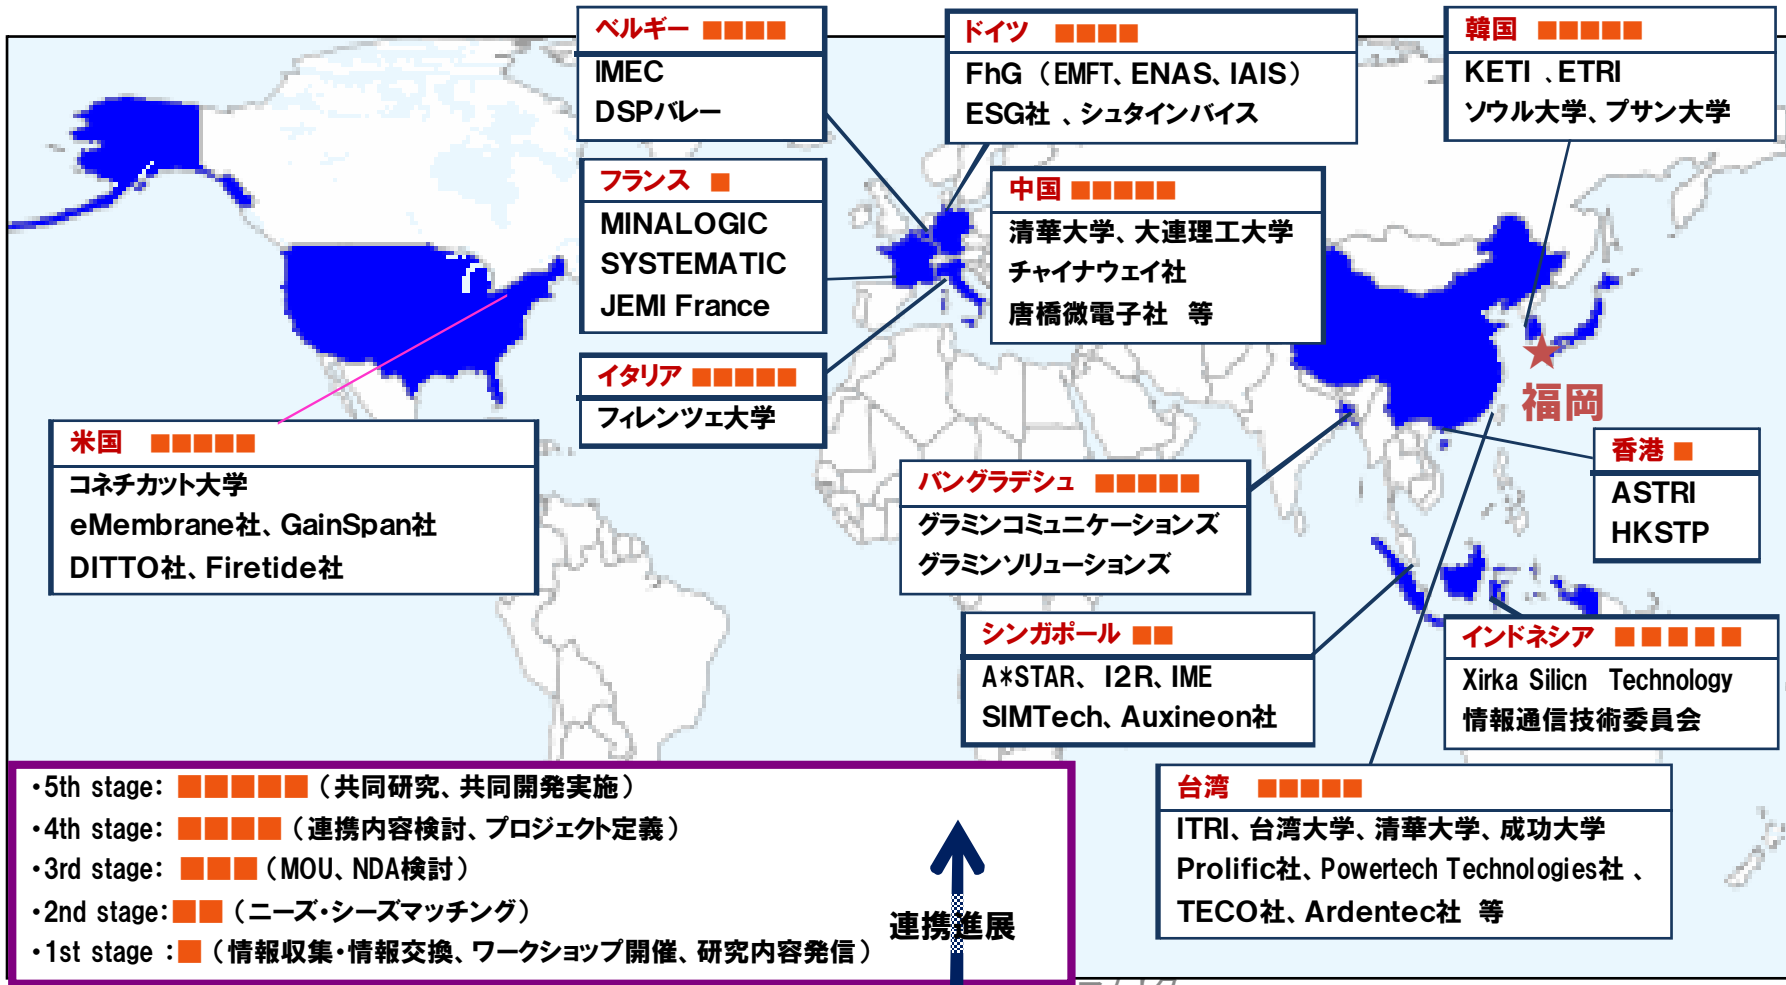 ベルギー ■■■■
IMEC
DSPバレー
ドイツ ■■■■
FhG（EMFT、ENAS、IAIS）
ESG社 、シュタインバイス
韓国 ■■■■■
KETI 、ETRI
ソウル大学、プサン大学
フランス ■
MINALOGIC
SYSTEMATIC
JEMI France
中国 ■■■■■
清華大学、大連理工大学
チャイナウェイ社
唐橋微電子社 等
イタリア ■■■■■
フィレンツェ大学
福岡
米国 ■■■■■
コネチカット大学
eMembrane社、GainSpan社
DITTO社、Firetide社
香港 ■
ASTRI
HKSTP
バングラデシュ ■■■■■
グラミンコミュニケーションズ
グラミンソリューションズ
シンガポール ■■
A*STAR、 I2R、IME
SIMTech、Auxineon社
インドネシア ■■■■■
Xirka Silicn Technology
情報通信技術委員会
台湾 ■■■■■
ITRI、台湾大学、清華大学、成功大学
Prolific社、Powertech Technologies社 、
TECO社、Ardentec社 等
・5th stage: ■■■■■（共同研究、共同開発実施）
・4th stage: ■■■■（連携内容検討、プロジェクト定義）
・3rd stage: ■■■（MOU、NDA検討）
・2nd stage:■■（ニーズ・シーズマッチング）
・1st stage :■（情報収集・情報交換、ワークショップ開催、研究内容発信）
連携進展